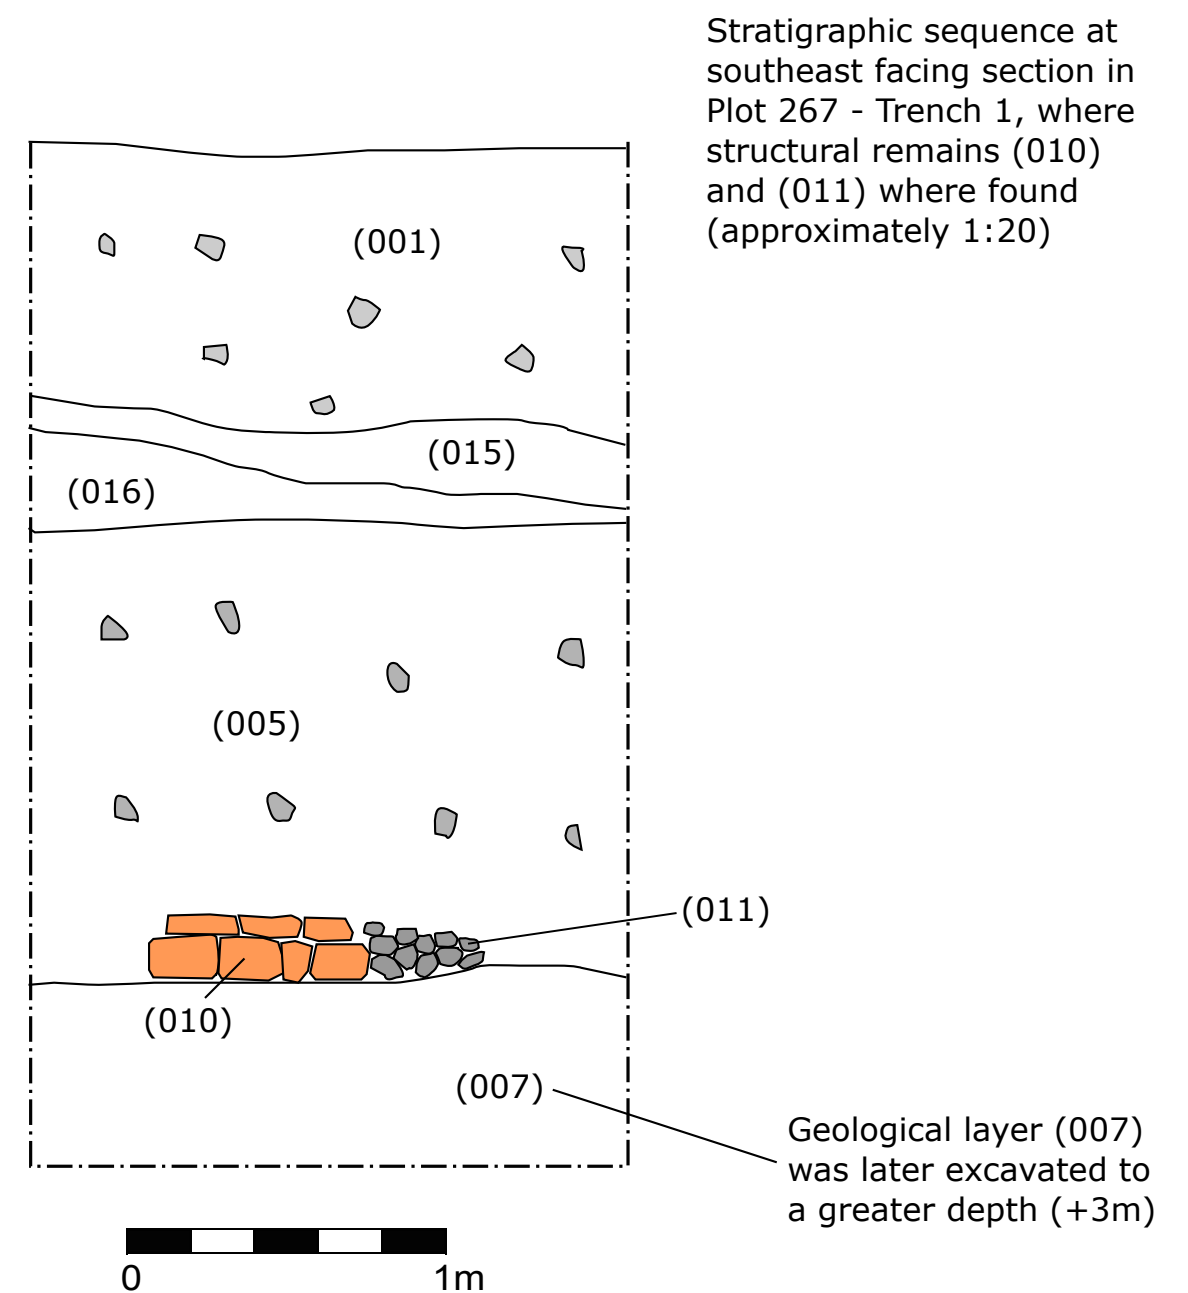 Stratigraphic sequence at
southeast facing section in
Plot 267 - Trench 1, where
structural remains (010)
and (011) where found
(approximately 1:20)
(001)
(015)
(016)
(005)
(011)
(010)
(007)
Geological layer (007)
was later excavated to
a greater depth (+3m)
0 1m